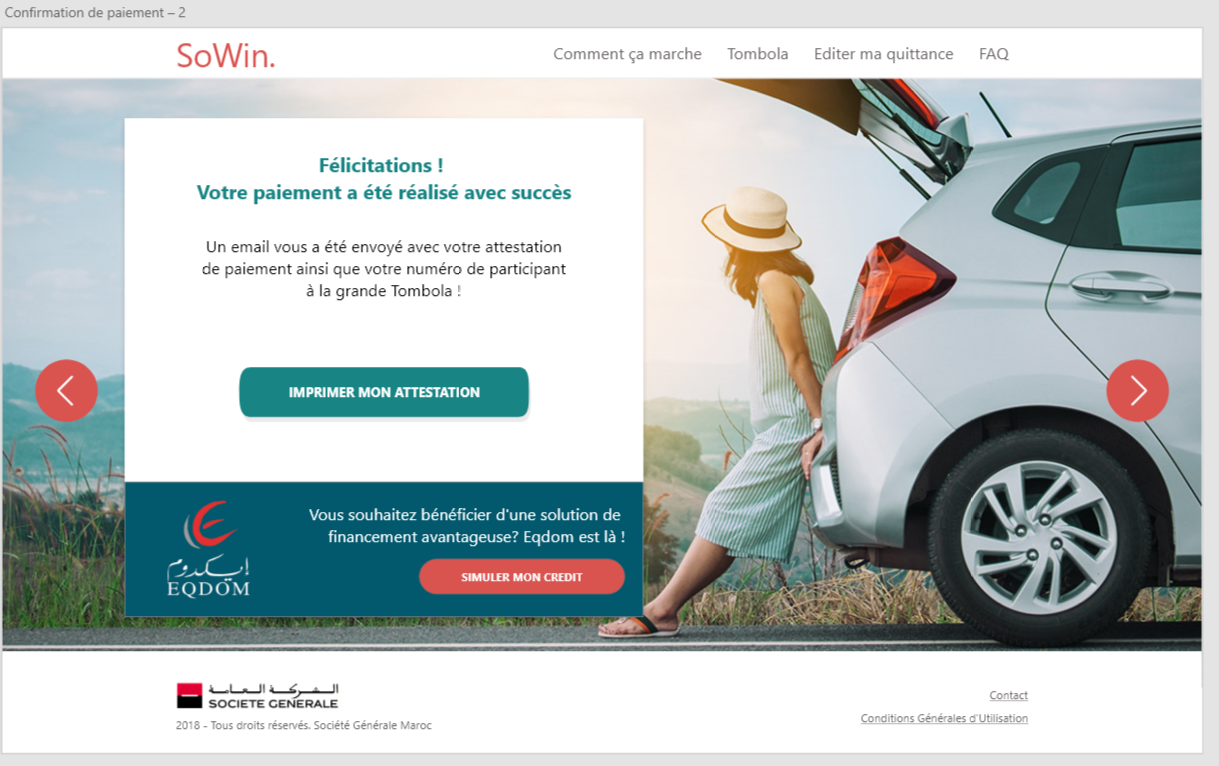 Confirmation de paiement – 2
SoWin.
Comment ça marche
Tombola
Editer ma quittance
FAQ
Félicitations !
Votre paiement a été réalisé avec succès
Un email vous a été envoyé avec votre attestation
de paiement ainsi que votre numéro de participant
à la grande Tombola !
IMPRIMER MON ATTESTATION
Vous souhaitez bénéficier d'une solution de
financement avantageuse? Eqdom est là !
إيكدوم
EQDOM
SIMULER MON CREDIT
الشركة العامة
SOCIETE GENERALE
2018 - Tous droits réservés. Société Générale Maroc
Contact
Conditions Générales d'Utilisation